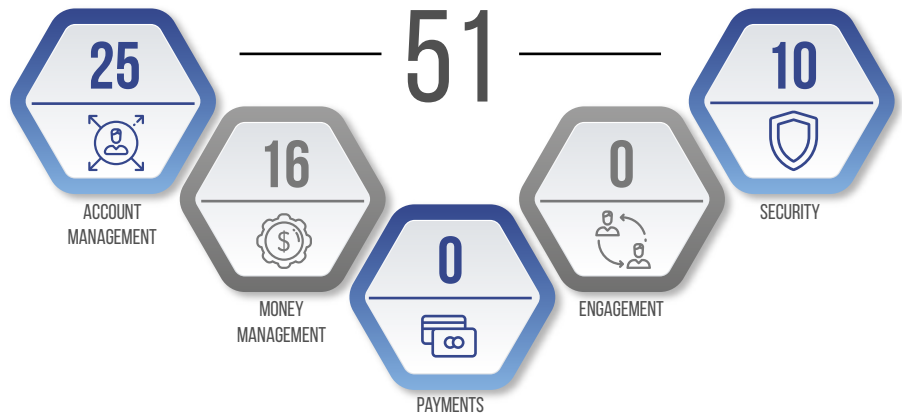 51
25
ACCOUNT
MANAGEMENT
16
$
MONEY
MANAGEMENT
0
PAYMENTS
0
ENGAGEMENT
10
SECURITY